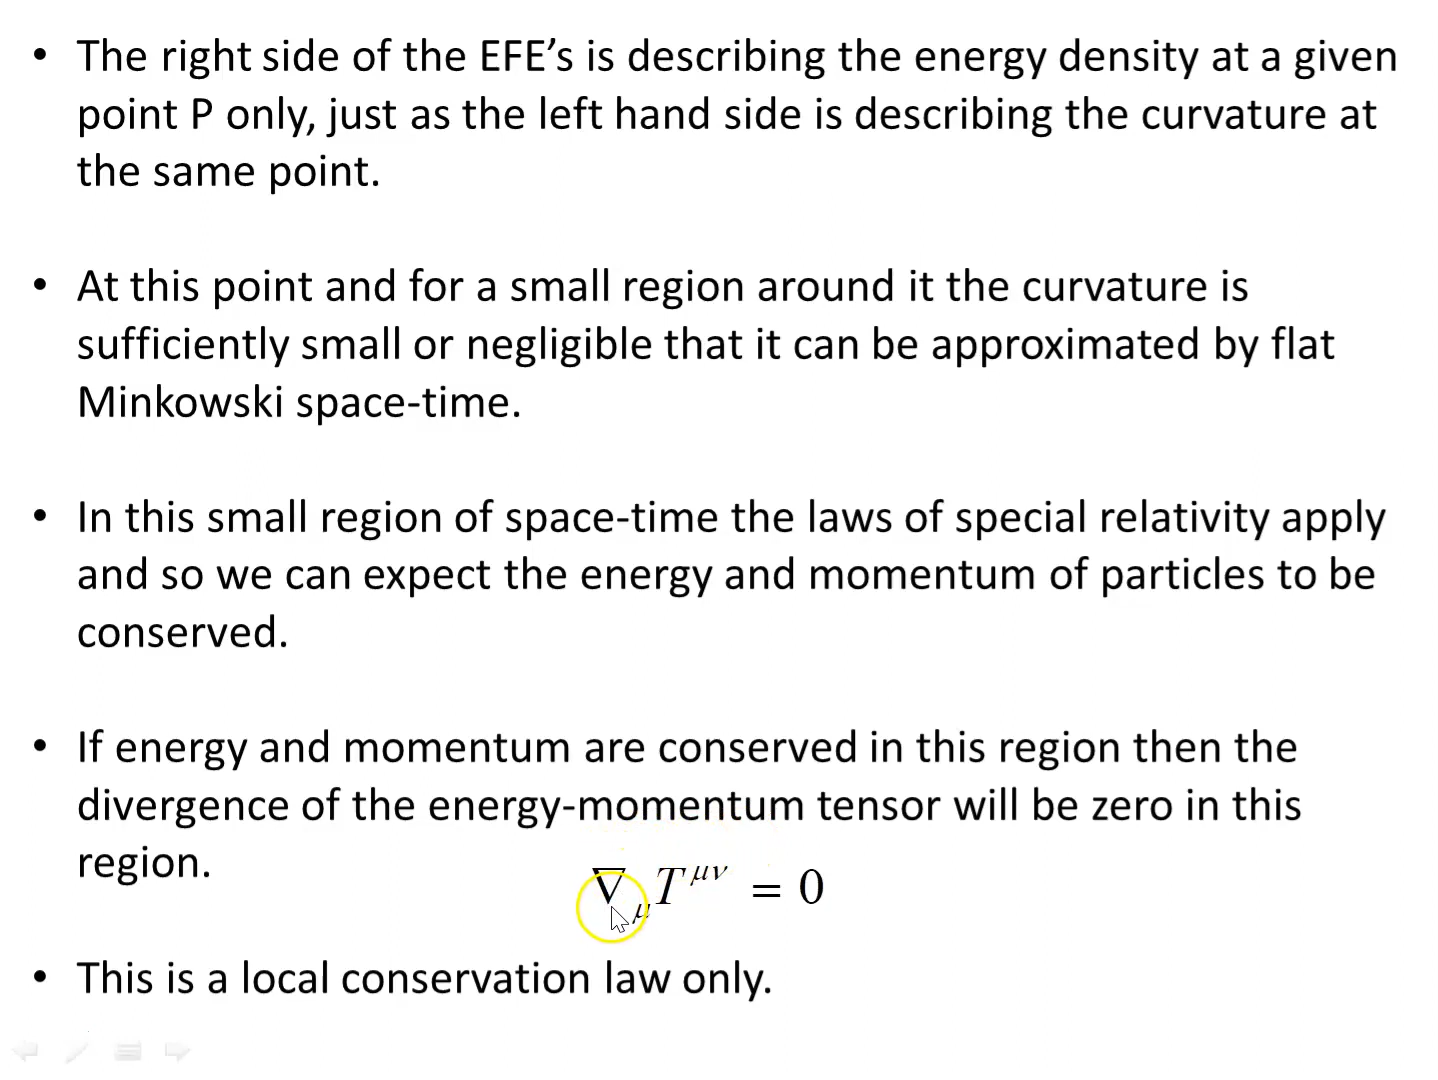 • The right side of the EFE’s is describing the energy density at a given
point P only, just as the left hand side is describing the curvature at
the same point.
• At this point and for a small region around it the curvature is
sufficiently small or negligible that it can be approximated by flat
Minkowski space-time.
• In this small region of space-time the laws of special relativity apply
and so we can expect the energy and momentum of particles to be
conserved.
• If energy and momentum are conserved in this region then the
divergence of the energy-momentum tensor will be zero in this
region.
∇_μ T^{μν} = 0
• This is a local conservation law only.